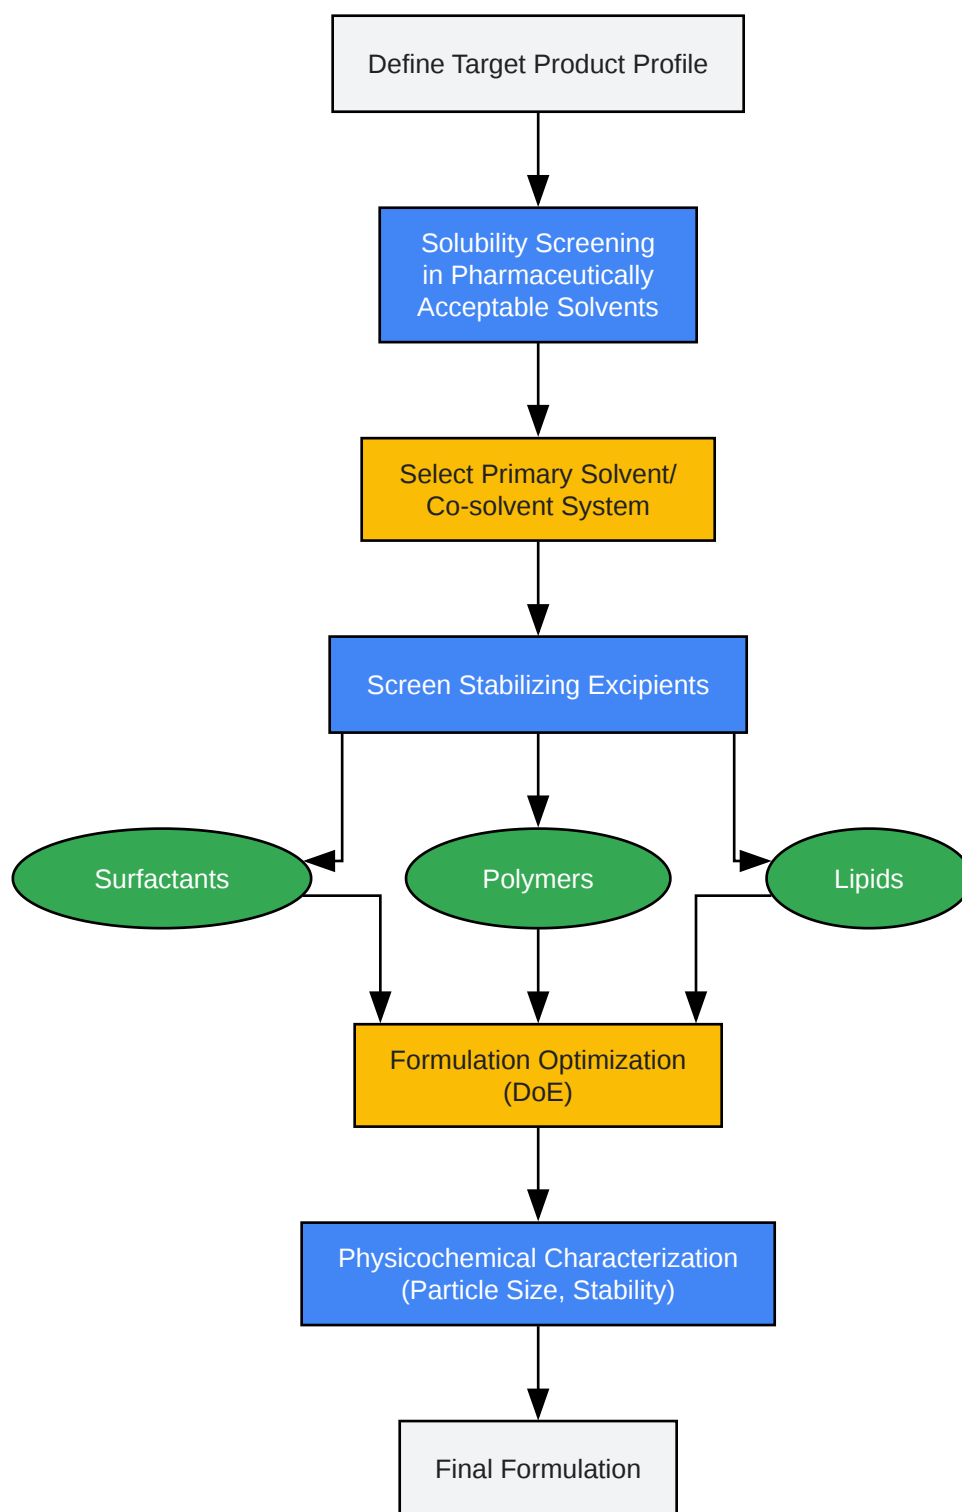 Define Target Product Profile
Solubility Screening
in Pharmaceutically
Acceptable Solvents
Select Primary Solvent/
Co-solvent System
Screen Stabilizing Excipients
Surfactants
Polymers
Lipids
Formulation Optimization
(DoE)
Physicochemical Characterization
(Particle Size, Stability)
Final Formulation